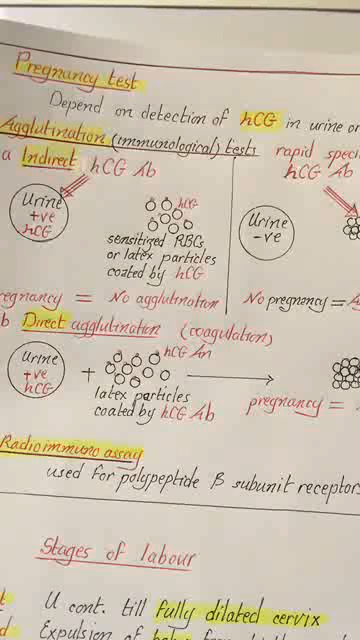 Pregnancy test
Depend on detection of hCG in urine or
Agglutination (immunological) tests rapid speci
a Indirect hCG Ab hCG Ab
Urine +ve hCG
hCG
sensitized RBCs
or latex particles
coated by hCG
Urine -ve
regnancy = No agglutination No pregnancy = A
b Direct agglutination (coagulation)
Urine +ve hCG + hCG An
latex particles
coated by hCG Ab
pregnancy =
Radioimmuno assay
used for polypeptide β subunit receptors
Stages of labour
U cont. till fully dilated cervix
Expulsion of